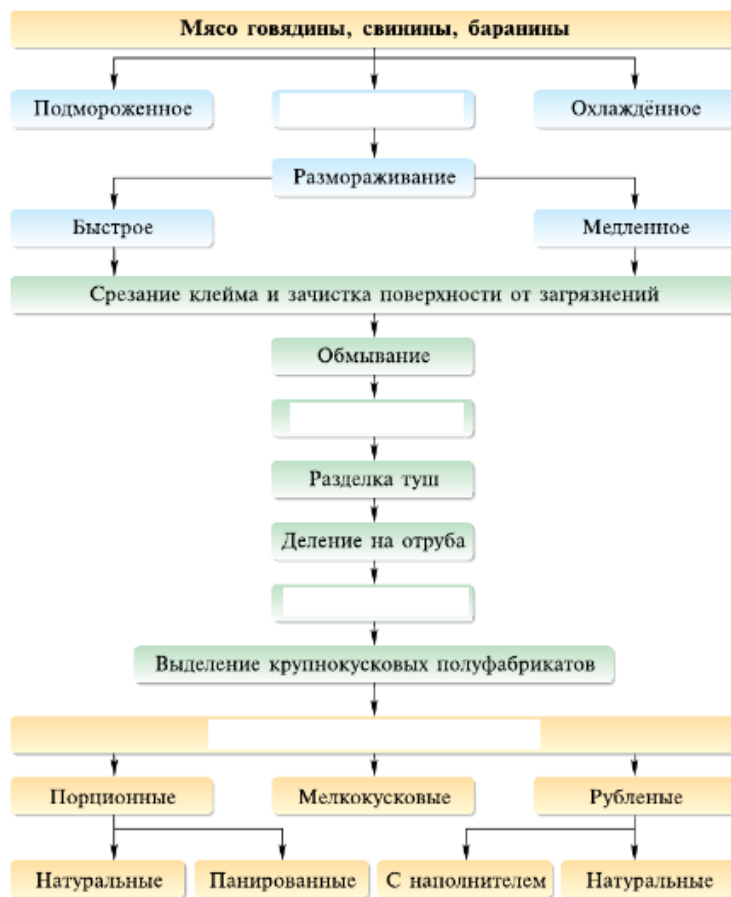 Мясо говядины, свинины, баранины
Подмороженное
Охлаждённое
Размораживание
Быстрое
Медленное
Срезание клейма и зачистка поверхности от загрязнений
Обмывание
Разделка туш
Деление на отруба
Выделение крупнокусковых полуфабрикатов
Порционные
Мелкокусковые
Рубленые
Натуральные
Панированные
С наполнителем
Натуральные